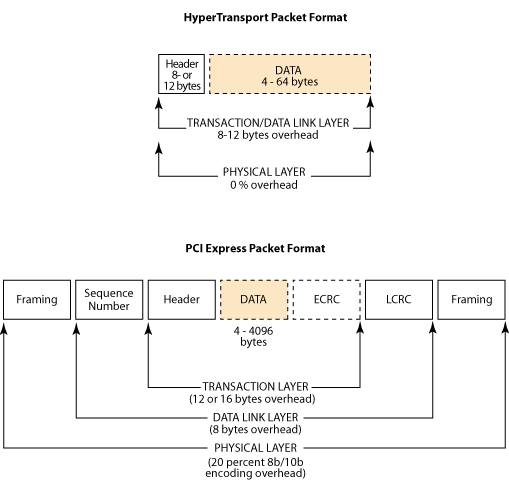 HyperTransport Packet Format
Header
8- or
12 bytes
DATA
4 - 64 bytes
TRANSACTION/DATA LINK LAYER
8-12 bytes overhead
PHYSICAL LAYER
0 % overhead
PCI Express Packet Format
Framing
Sequence
Number
Header
DATA
ECRC
LCRC
Framing
4 - 4096
bytes
TRANSACTION LAYER
(12 or 16 bytes overhead)
DATA LINK LAYER
(8 bytes overhead)
PHYSICAL LAYER
(20 percent 8b/10b
encoding overhead)